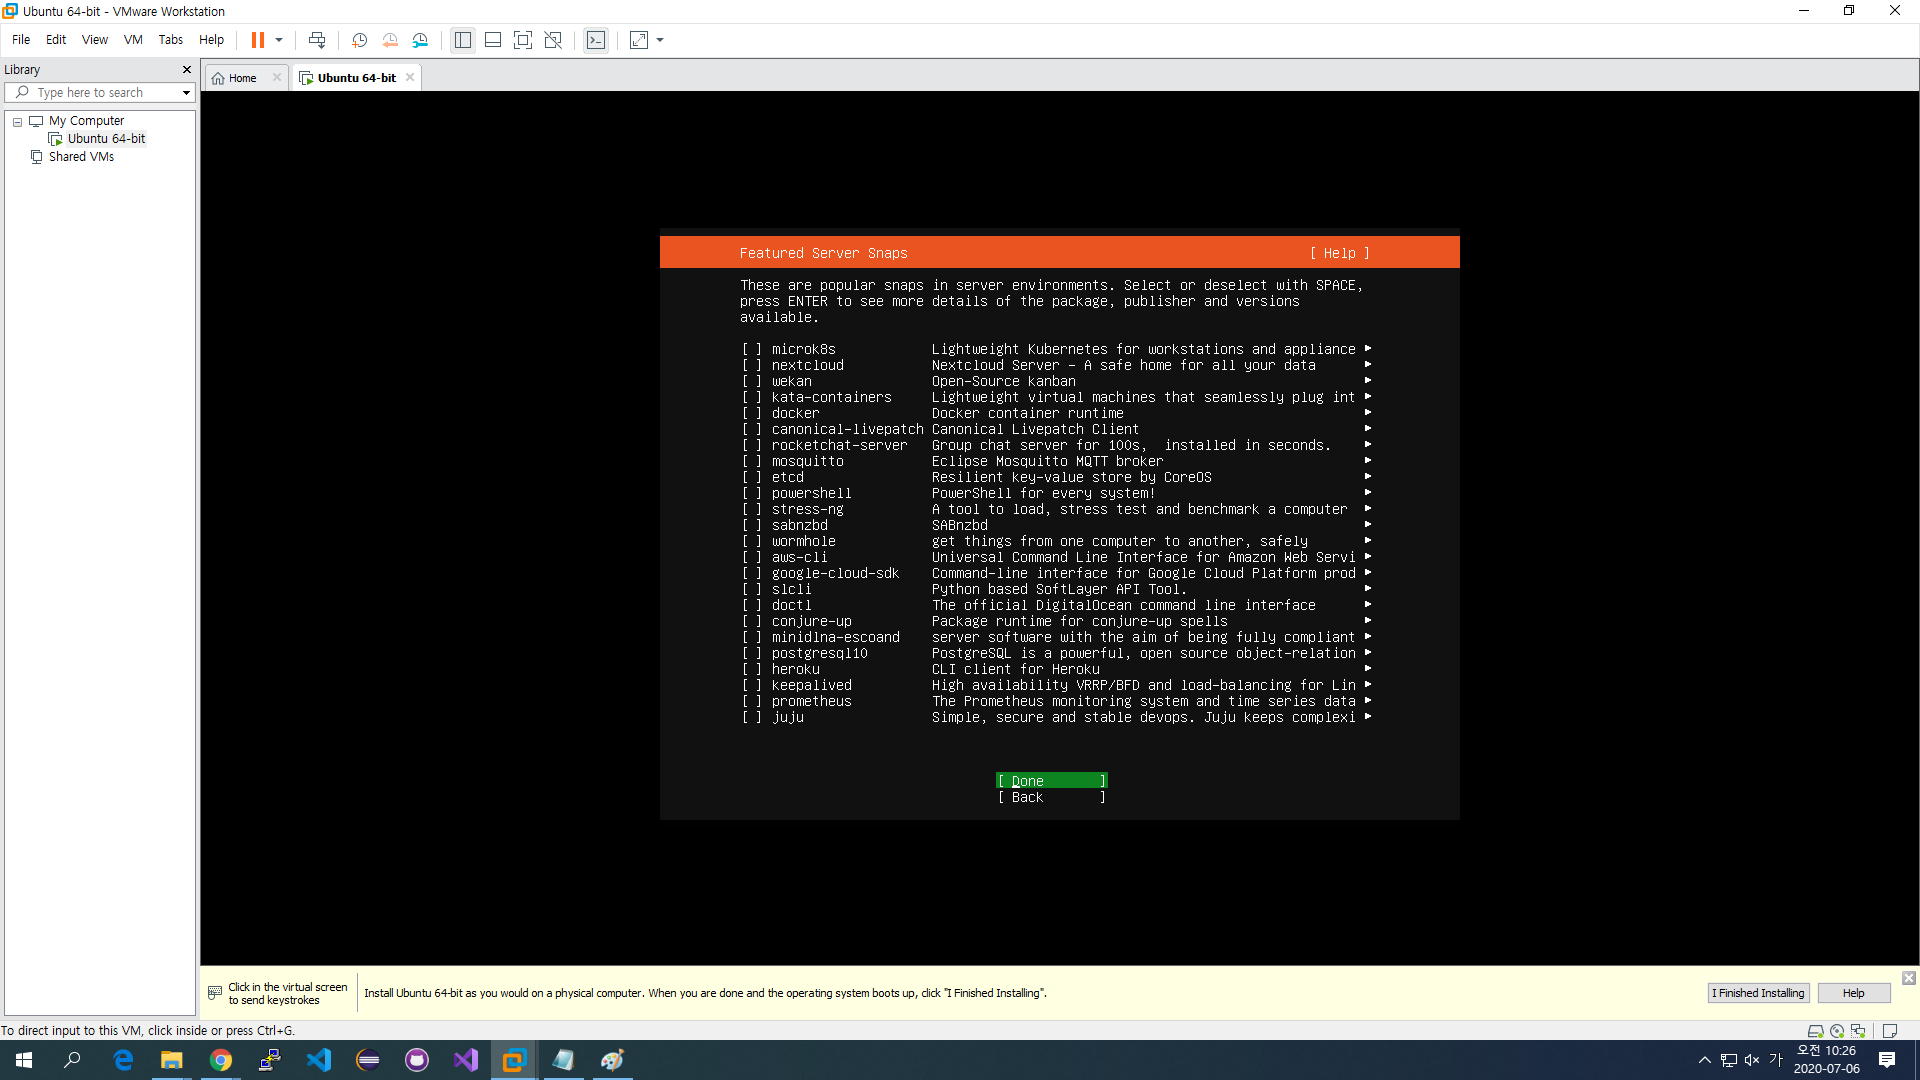 Ubuntu 64-bit - VMware Workstation
File Edit View VM Tabs Help
Library
Type here to search
My Computer
Ubuntu 64-bit
Shared VMs
Home
Ubuntu 64-bit
Featured Server Snaps [ Help ]
These are popular snaps in server environments. Select or deselect with SPACE,
press ENTER to see more details of the package, publisher and versions
available.
[ ] microk8s Lightweight Kubernetes for workstations and appliance ▸
[ ] nextcloud Nextcloud Server - A safe home for all your data ▸
[ ] wekan Open-Source kanban ▸
[ ] kata-containers Lightweight virtual machines that seamlessly plug int ▸
[ ] docker Docker container runtime ▸
[ ] canonical-livepatch Canonical Livepatch Client ▸
[ ] rocketchat-server Group chat server for 100s, installed in seconds. ▸
[ ] mosquitto Eclipse Mosquitto MQTT broker ▸
[ ] etcd Resilient key-value store by CoreOS ▸
[ ] powershell PowerShell for every system! ▸
[ ] stress-ng A tool to load, stress test and benchmark a computer ▸
[ ] sabnzbd SABnzbd ▸
[ ] wormhole get things from one computer to another, safely ▸
[ ] aws-cli Universal Command Line Interface for Amazon Web Servi ▸
[ ] google-cloud-sdk Command-line interface for Google Cloud Platform prod ▸
[ ] slcli Python based SoftLayer API Tool. ▸
[ ] doctl The official DigitalOcean command line interface ▸
[ ] conjure-up Package runtime for conjure-up spells ▸
[ ] minidlna-escoand server software with the aim of being fully compliant ▸
[ ] postgresql10 PostgreSQL is a powerful, open source object-relation ▸
[ ] heroku CLI client for Heroku ▸
[ ] keepalived High availability VRRP/BFD and load-balancing for Lin ▸
[ ] prometheus The Prometheus monitoring system and time series data ▸
[ ] juju Simple, secure and stable devops. Juju keeps complexi ▸
[ Done ]
[ Back ]
Click in the virtual screen
to send keystrokes
Install Ubuntu 64-bit as you would on a physical computer. When you are done and the operating system boots up, click "I Finished Installing".
I Finished Installing
Help
To direct input to this VM, click inside or press Ctrl+G.
가
오전 10:26
2020-07-06